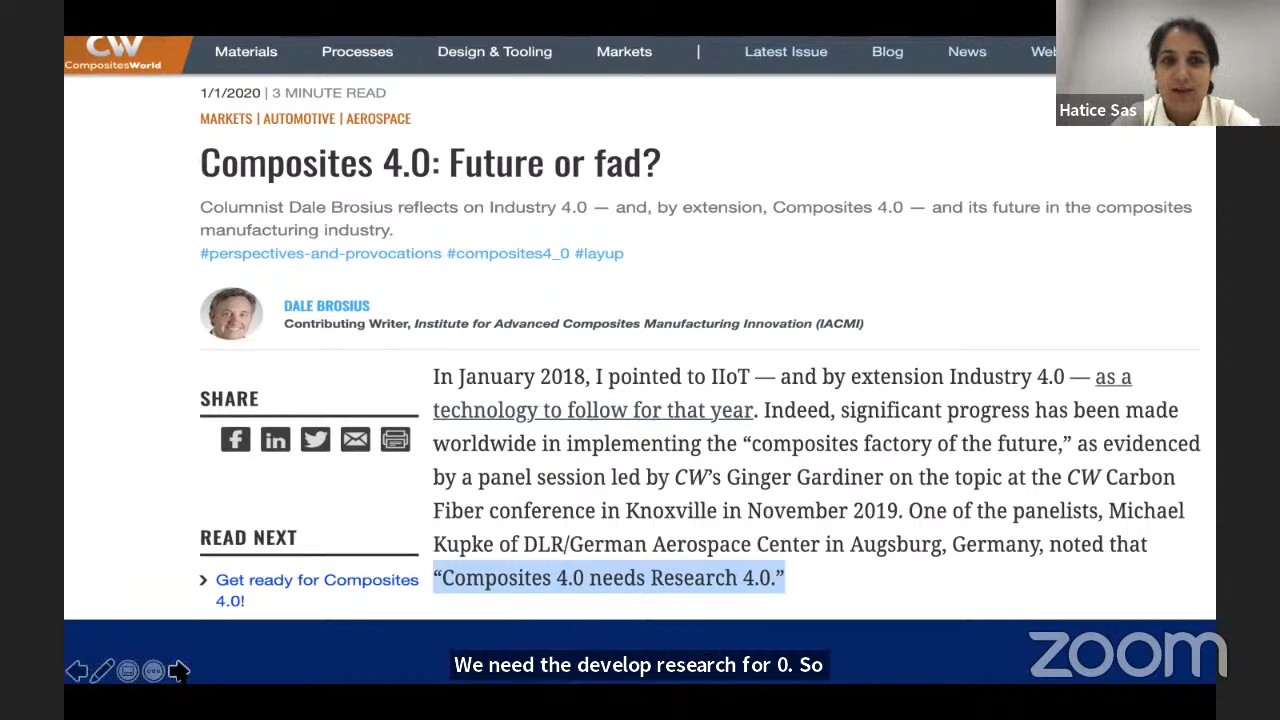 CW
CompositesWorld
Materials Processes Design & Tooling Markets | Latest Issue Blog News Web
Hatice Sas
1/1/2020 | 3 MINUTE READ
MARKETS | AUTOMOTIVE | AEROSPACE
Composites 4.0: Future or fad?
Columnist Dale Brosius reflects on Industry 4.0 — and, by extension, Composites 4.0 — and its future in the composites
manufacturing industry.
#perspectives-and-provocations #composites4_0 #layup
DALE BROSIUS
Contributing Writer, Institute for Advanced Composites Manufacturing Innovation (IACMI)
SHARE
READ NEXT
Get ready for Composites
4.0!
In January 2018, I pointed to IIoT — and by extension Industry 4.0 — as a
technology to follow for that year. Indeed, significant progress has been made
worldwide in implementing the “composites factory of the future,” as evidenced
by a panel session led by CW’s Ginger Gardiner on the topic at the CW Carbon
Fiber conference in Knoxville in November 2019. One of the panelists, Michael
Kupke of DLR/German Aerospace Center in Augsburg, Germany, noted that
“Composites 4.0 needs Research 4.0.”
We need the develop research for 0. So
zoom